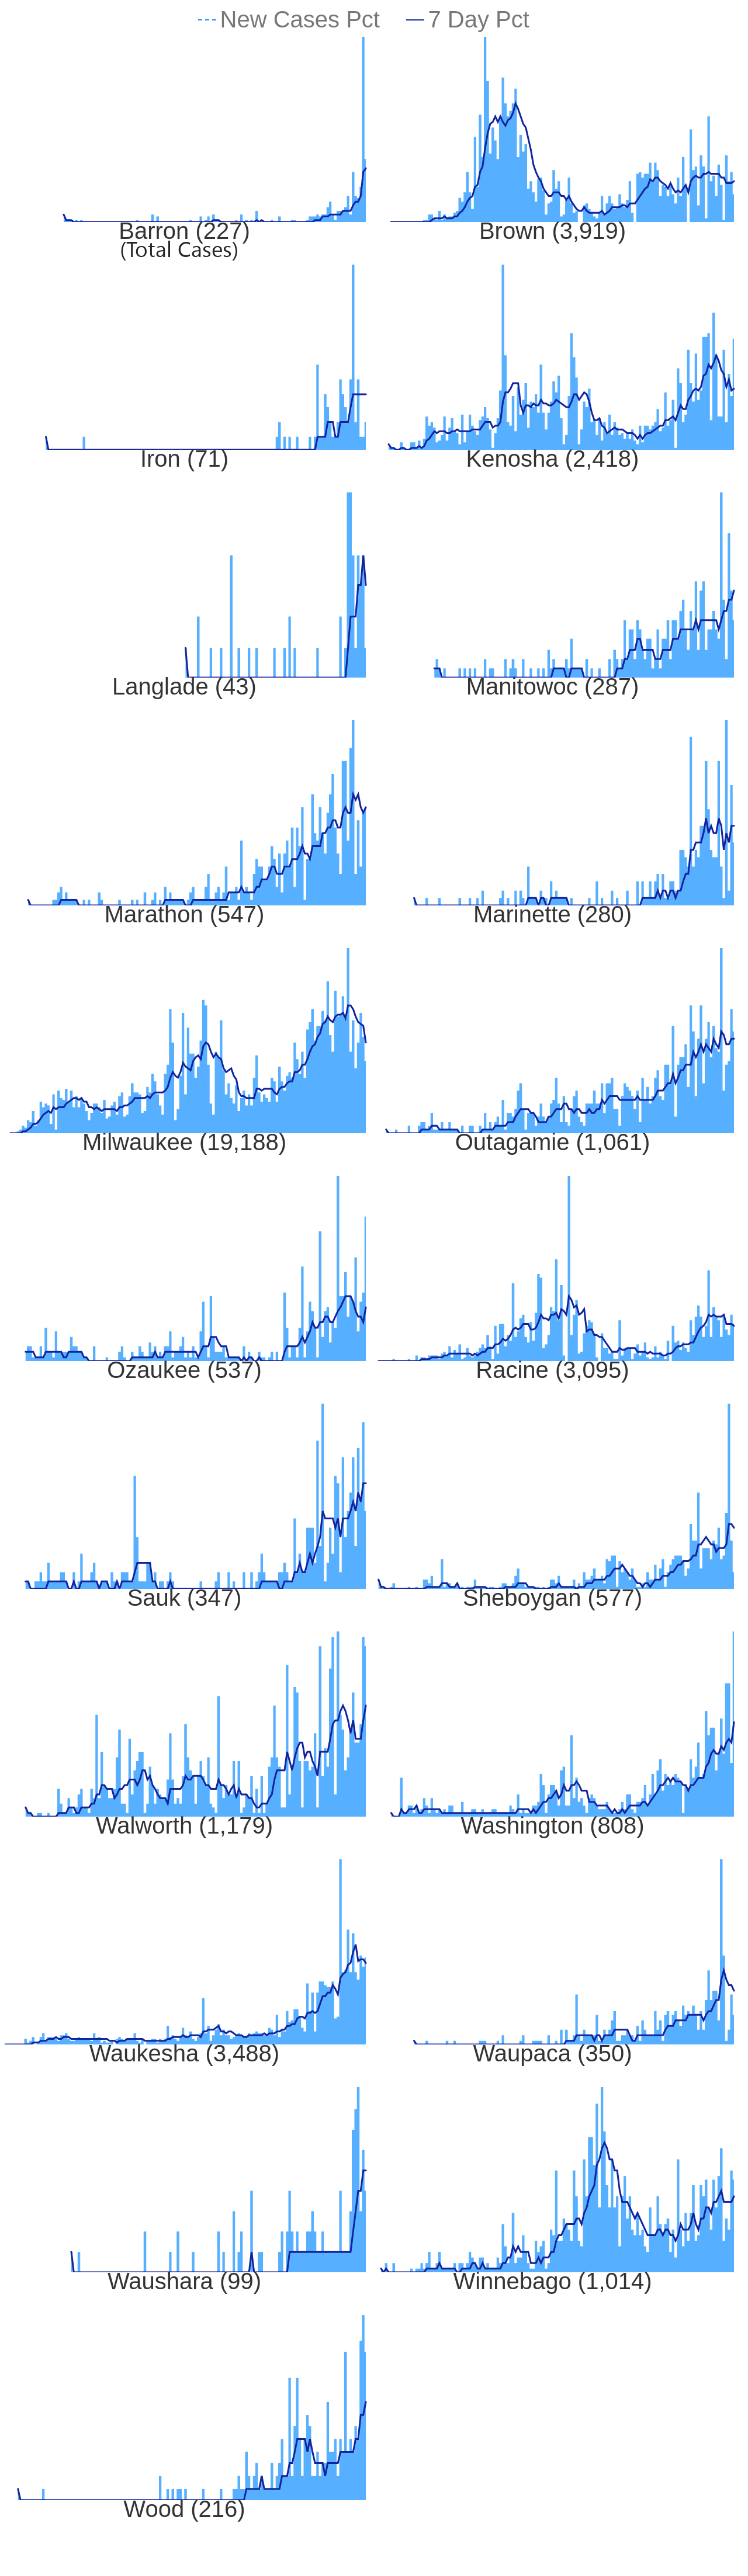 New Cases Pct 7 Day Pct
Barron (227) Brown (3,919)
(Total Cases)
Iron (71) Kenosha (2,418)
Langlade (43) Manitowoc (287)
Marathon (547) Marinette (280)
Milwaukee (19,188) Outagamie (1,061)
Ozaukee (537) Racine (3,095)
Sauk (347) Sheboygan (577)
Walworth (1,179) Washington (808)
Waukesha (3,488) Waupaca (350)
Waushara (99) Winnebago (1,014)
Wood (216)